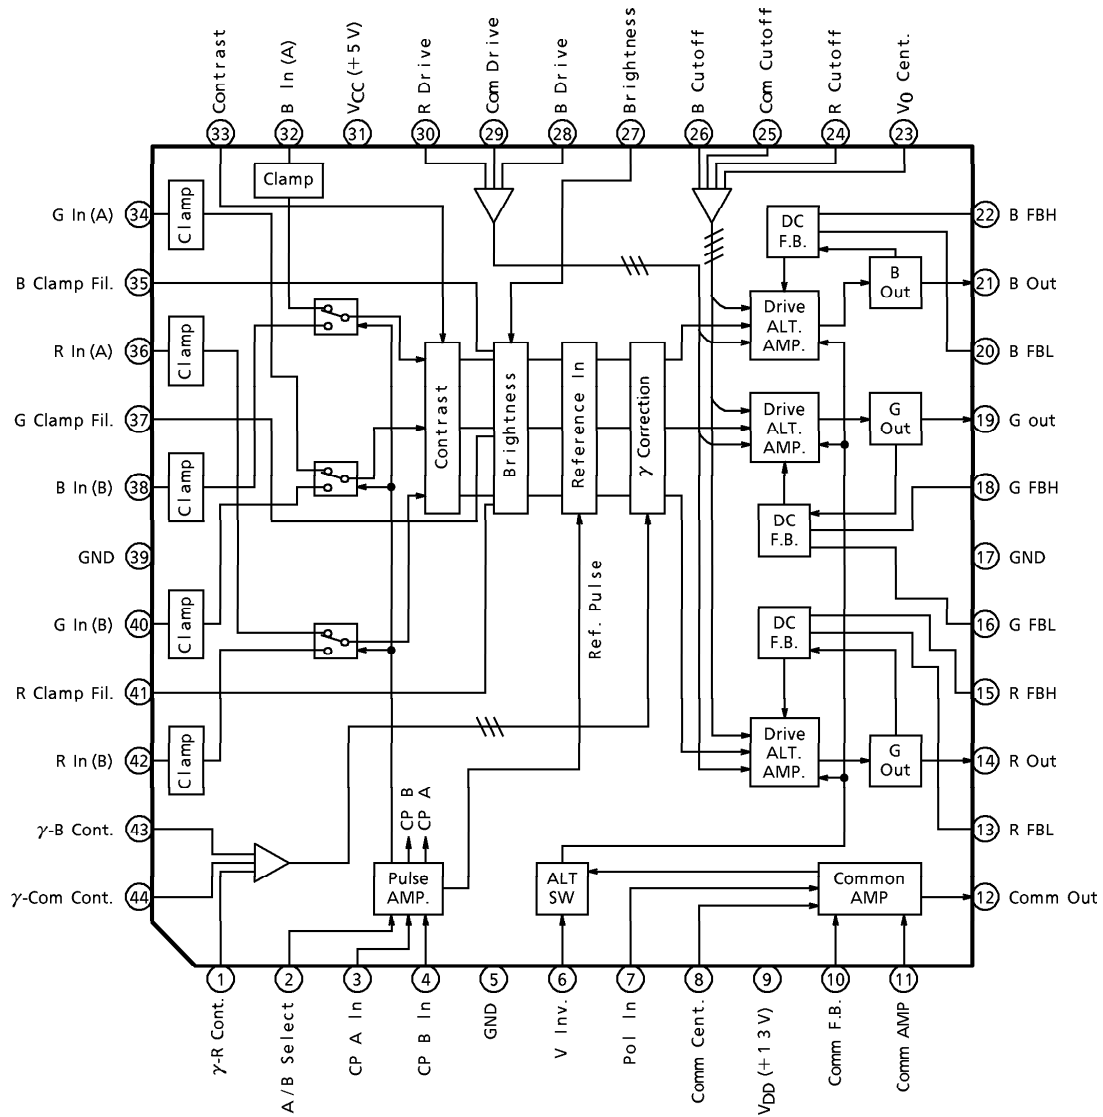 Contrast
B In (A)
VCC (+5V)
R Drive
Com Drive
B Drive
Brightness
B Cutoff
Com Cutoff
R Cutoff
V0 Cent.
33
32
31
30
29
28
27
26
25
24
23
G In (A)
34
Clamp
Clamp
DC
F.B.
22
B FBH
B Clamp Fil.
35
B
Out
21
B Out
Drive
ALT.
AMP.
R In (A)
36
Clamp
20
B FBL
Contrast
Brightness
Reference In
γ Correction
G Clamp Fil.
37
Drive
ALT.
AMP.
G
Out
19
G out
B In (B)
38
Clamp
18
G FBH
DC
F.B.
GND
39
17
GND
Ref. Pulse
G In (B)
40
Clamp
DC
F.B.
16
G FBL
R Clamp Fil.
41
15
R FBH
R In (B)
42
Clamp
Drive
ALT.
AMP.
G
Out
14
R Out
CP B
CP A
γ-B Cont.
43
13
R FBL
γ-Com Cont.
44
Pulse
AMP.
ALT
SW
Common
AMP
12
Comm Out
1
2
3
4
5
6
7
8
9
10
11
γ-R Cont.
A/B Select
CP A In
CP B In
GND
V Inv.
Pol In
Comm Cent.
VDD (+13V)
Comm F.B.
Comm AMP